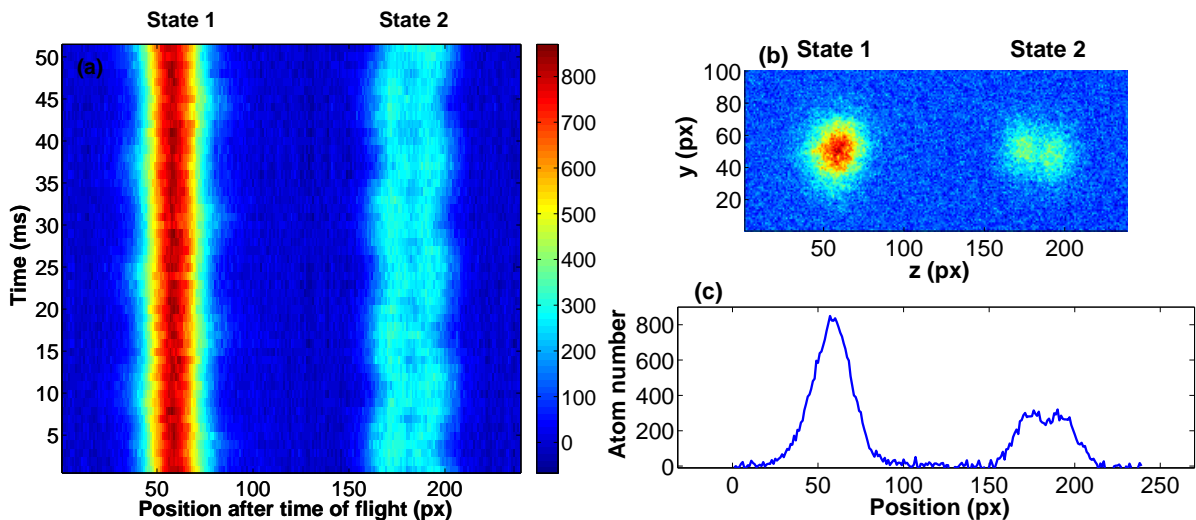 State 1 State 2
(a)
50
45
40
35
30
25
20
15
10
5
Time (ms)
50 100 150 200
Position after time of flight (px)
800
700
600
500
400
300
200
100
0
(b) State 1 State 2
100
80
60
40
20
y (px)
50 100 150 200
z (px)
(c)
800
600
400
200
0
Atom number
0 50 100 150 200 250
Position (px)